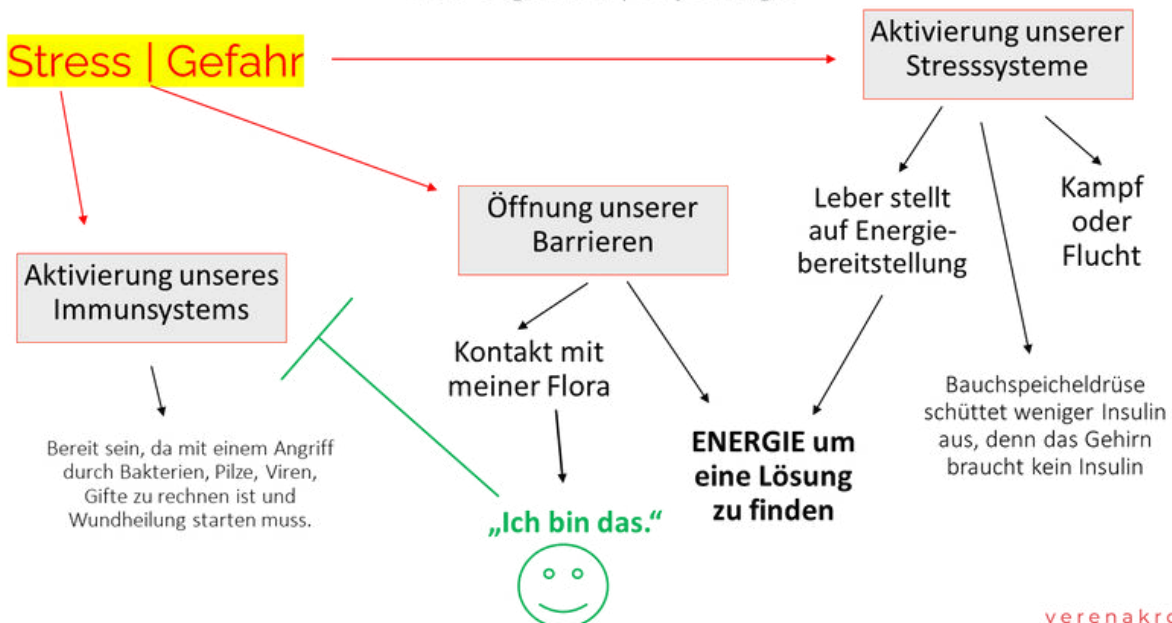 Stress | Gefahr
Aktivierung unserer
Stresssysteme
Öffnung unserer
Barrieren
Leber stellt
auf Energie-
bereitstellung
Kampf
oder
Flucht
Aktivierung unseres
Immunsystems
Kontakt mit
meiner Flora
Bauchspeicheldrüse
schüttet weniger Insulin
aus, denn das Gehirn
braucht kein Insulin
Bereit sein, da mit einem Angriff
durch Bakterien, Pilze, Viren,
Gifte zu rechnen ist und
Wundheilung starten muss.
ENERGIE um
eine Lösung
zu finden
„Ich bin das.“